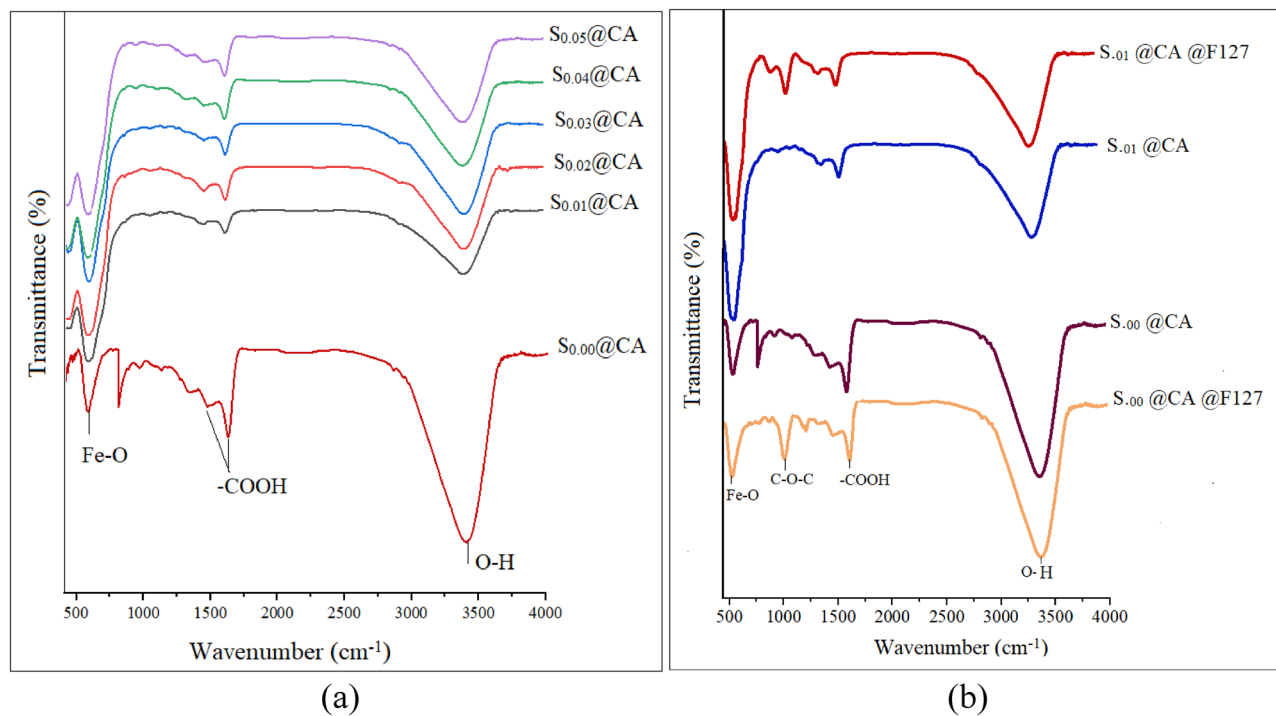 S0.05@CA
S0.04@CA
S0.03@CA
S0.02@CA
S0.01@CA
S0.00@CA
Fe-O
-COOH
O-H
Transmittance (%)
500 1000 1500 2000 2500 3000 3500 4000
Wavenumber (cm-1)
(a)
S.01 @CA @F127
S.01 @CA
S.00 @CA
S.00 @CA @F127
Fe-O
C-O-C
-COOH
O-H
Transmittance (%)
500 1000 1500 2000 2500 3000 3500 4000
Wavenumber (cm-1)
(b)